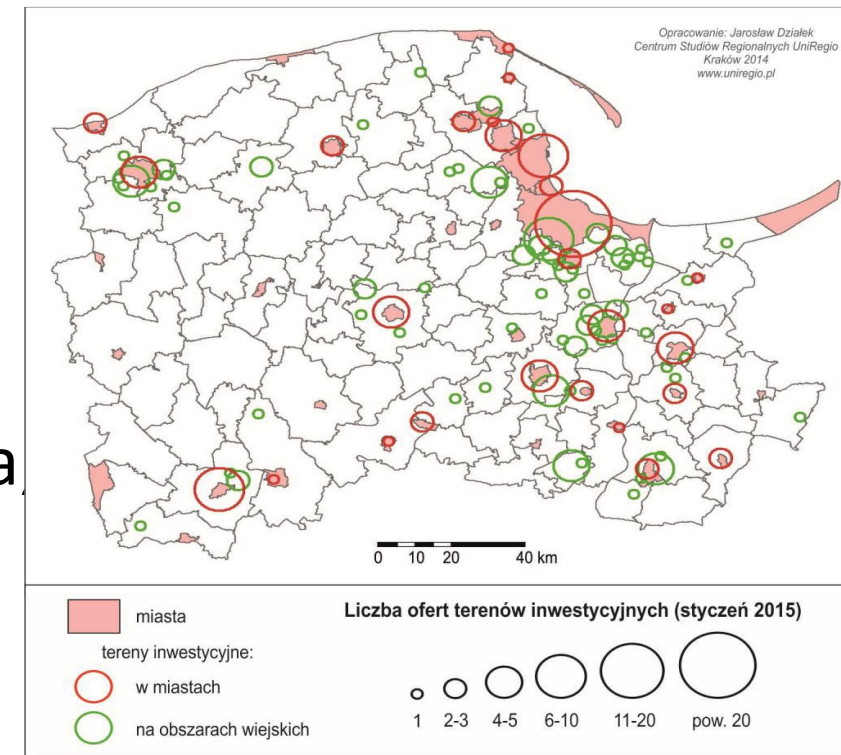 Opracowanie: Jarosław Działek
Centrum Studiów Regionalnych UniRegio
Kraków 2014
www.uniregio.pl
a,
0 10 20 40 km
miasta
tereny inwestycyjne:
w miastach
na obszarach wiejskich
Liczba ofert terenów inwestycyjnych (styczeń 2015)
1 2-3 4-5 6-10 11-20 pow. 20